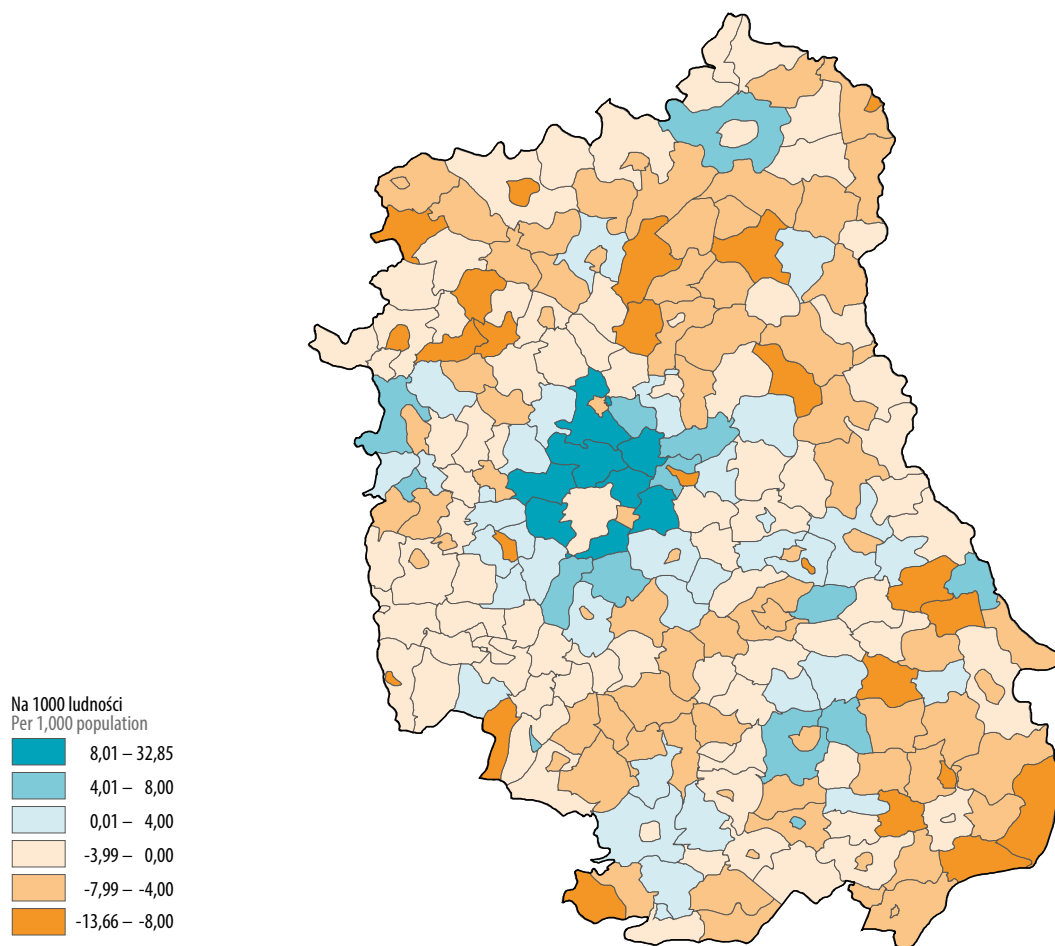 Na 1000 ludności
Per 1,000 population
8,01 – 32,85
4,01 – 8,00
0,01 – 4,00
-3,99 – 0,00
-7,99 – -4,00
-13,66 – -8,00